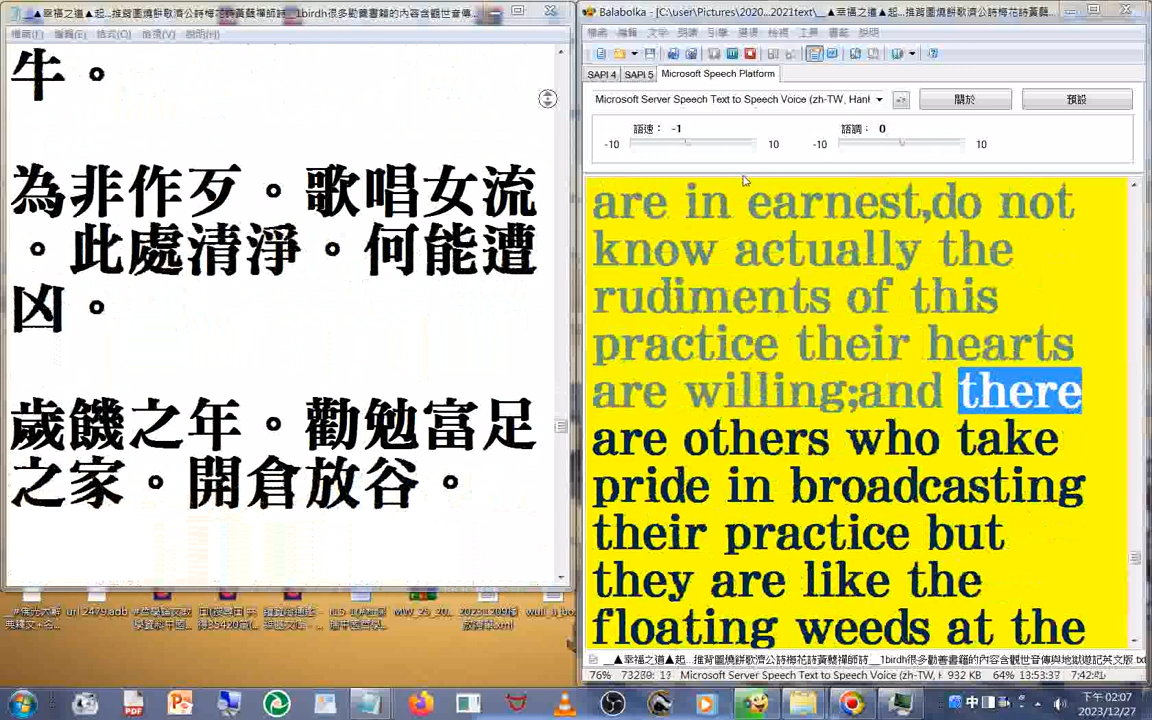 牛。
為非作歹。歌唱女流
。此處清淨。何能遭
凶。
歲饑之年。勸勉富足
之家。開倉放谷。
Balabolka - [C:\user\Pictures\2020...2021text\
SAPI 4
SAPI 5
Microsoft Speech Platform
Microsoft Server Speech Text to Speech Voice (zh-TW, Hanl
關於
預設
語速： -1
語調： 0
-10
10
-10
10
are in earnest,do not
know actually the
rudiments of this
practice their hearts
are willing;and there
are others who take
pride in broadcasting
their practice but
they are like the
floating weeds at the
76%
Microsoft Server Speech Text to Speech Voice (zh-TW, H
932 KB
64%
13:53:37
下午 02:07
2023/12/27